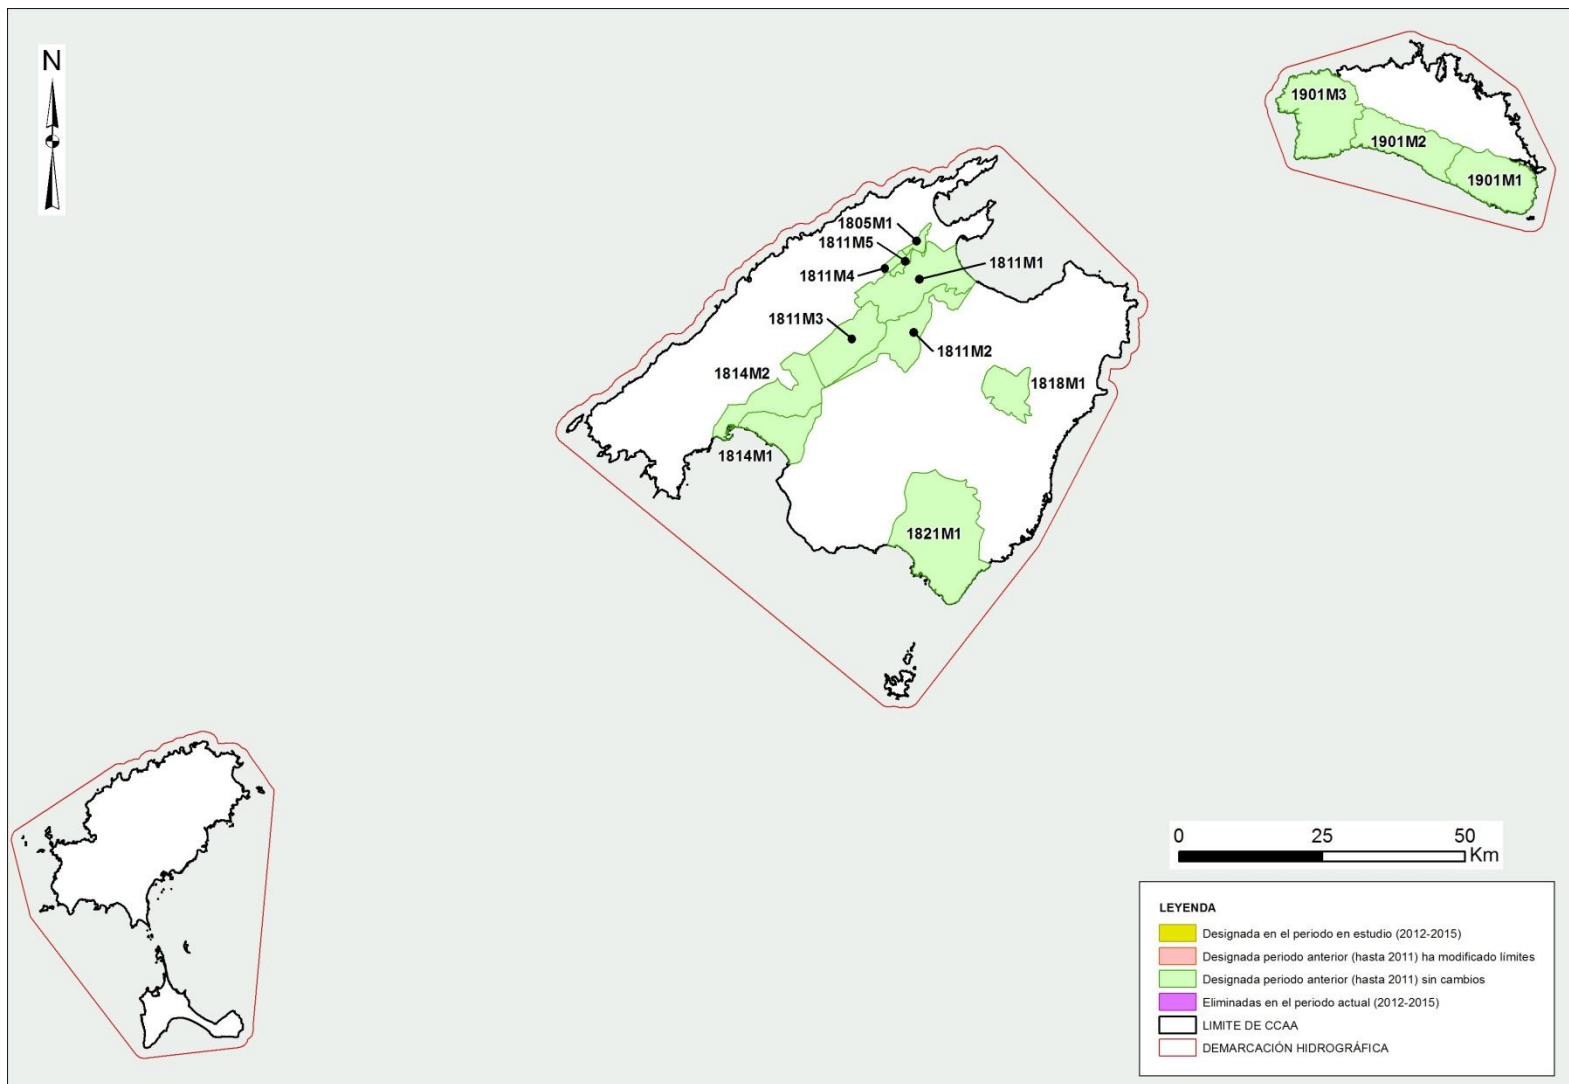 N
1901M3
1901M2
1901M1
1805M1
1811M5
1811M4
1811M1
1811M3
1811M2
1814M2
1818M1
1814M1
1821M1
0 25 50
Km
LEYENDA
Designada en el periodo en estudio (2012-2015)
Designada periodo anterior (hasta 2011) ha modificado límites
Designada periodo anterior (hasta 2011) sin cambios
Eliminadas en el periodo actual (2012-2015)
LIMITE DE CCAA
DEMARCACIÓN HIDROGRÁFICA